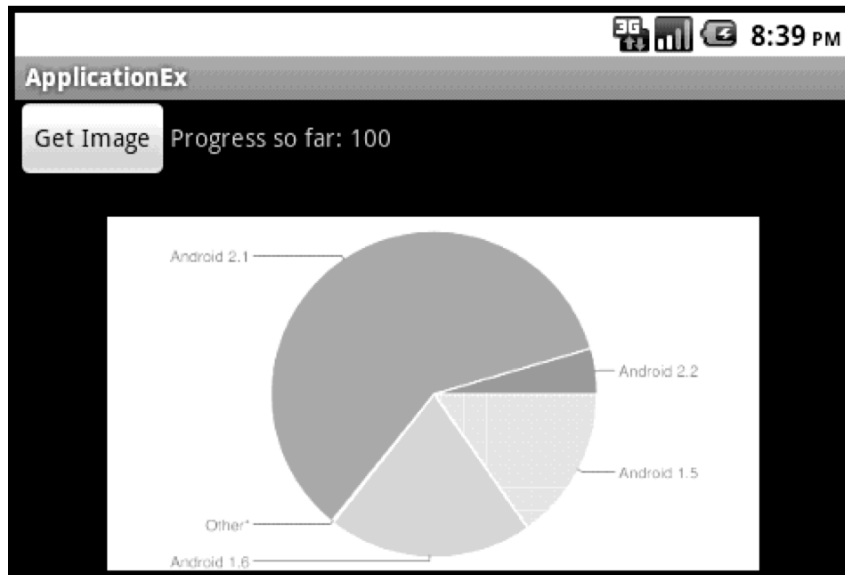 3G 8:39 PM
ApplicationEx
Get Image Progress so far: 100
Android 2.1
Android 2.2
Android 1.5
Other*
Android 1.6